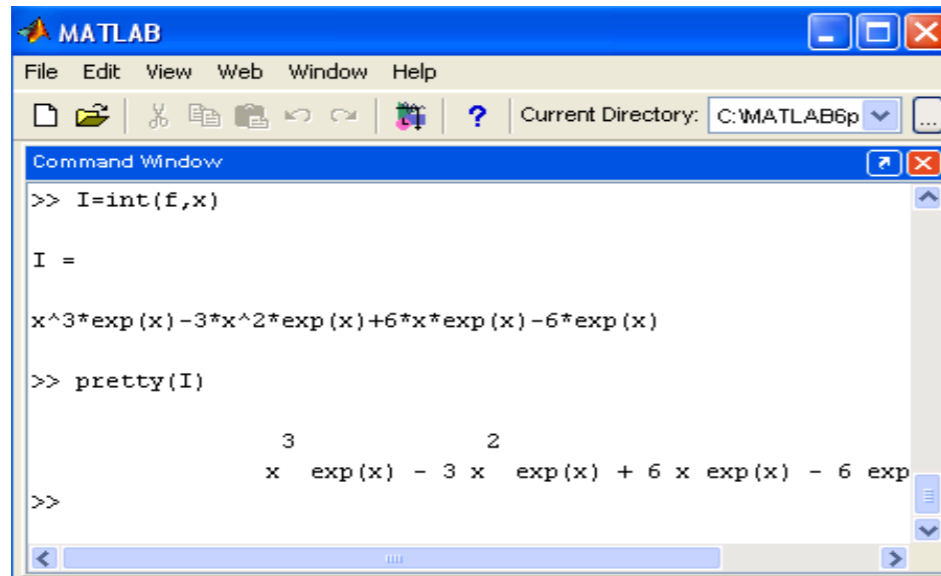 MATLAB
File Edit View Web Window Help
? Current Directory: C:\MATLAB6p ...
Command Window
>> I=int(f,x)
I =
x^3*exp(x)-3*x^2*exp(x)+6*x*exp(x)-6*exp(x)
>> pretty(I)
3 2
x exp(x) - 3 x exp(x) + 6 x exp(x) - 6 exp
>>